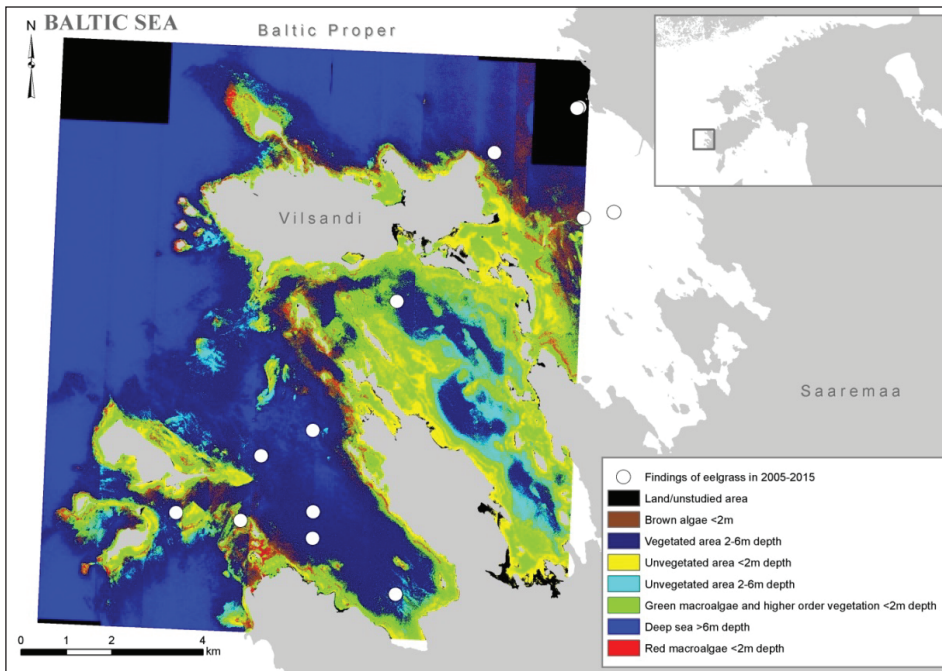 BALTIC SEA
N
Baltic Proper
Vilsandi
Saaremaa
Findings of eelgrass in 2005-2015
Land/unstudied area
Brown algae <2m
Vegetated area 2-6m depth
Unvegetated area <2m depth
Unvegetated area 2-6m depth
Green macroalgae and higher order vegetation <2m depth
Deep sea >6m depth
Red macroalgae <2m depth
0 1 2 4
km